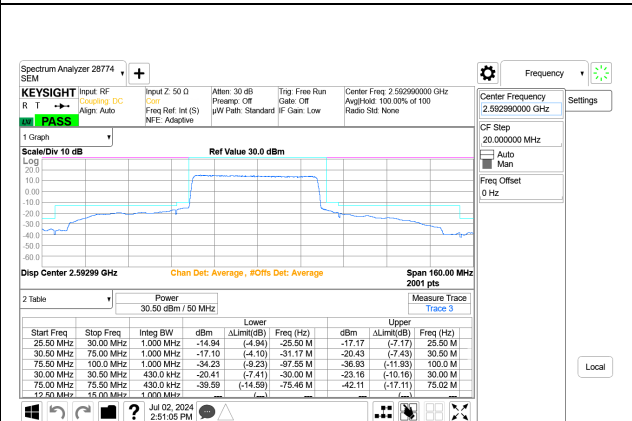 Spectrum Analyzer 28774
SEM
+
Frequency
KEYSIGHT
R T
LXI PASS
Input: RF
Coupling: DC
Align: Auto
Input Z: 50 Ω
Corr
Freq Ref: Int (S)
NFE: Adaptive
Atten: 30 dB
Preamp: Off
µW Path: Standard
Trig: Free Run
Gate: Off
IF Gain: Low
Center Freq: 2.592990000 GHz
Avg|Hold: 100.00% of 100
Radio Std: None
Center Frequency
2.592990000 GHz
Settings
CF Step
20.000000 MHz
Auto
Man
Freq Offset
0 Hz
1 Graph
Scale/Div 10 dB
Ref Value 30.0 dBm
Log
20.0
10.0
0.00
-10.0
-20.0
-30.0
-40.0
-50.0
-60.0
Disp Center 2.59299 GHz
Chan Det: Average, #Offs Det: Average
Span 160.00 MHz
2001 pts
2 Table
Power
30.50 dBm / 50 MHz
Measure Trace
Trace 3
Lower Upper
Start Freq Stop Freq Integ BW dBm ΔLimit(dB) Freq (Hz) dBm ΔLimit(dB) Freq (Hz)
25.50 MHz 30.00 MHz 1.000 MHz -14.94 (-4.94) -25.50 M -17.17 (-7.17) 25.50 M
30.50 MHz 75.00 MHz 1.000 MHz -17.10 (-4.10) -31.17 M -20.43 (-7.43) 30.50 M
75.50 MHz 100.0 MHz 1.000 MHz -34.23 (-9.23) -97.55 M -36.93 (-11.93) 100.0 M
30.00 MHz 30.50 MHz 430.0 kHz -20.41 (-7.41) -30.00 M -23.16 (-10.16) 30.00 M
75.00 MHz 75.50 MHz 430.0 kHz -39.59 (-14.59) -75.46 M -42.11 (-17.11) 75.02 M
12.50 MHz 15.00 MHz 1.000 MHz --- (---) --- --- (---) ---
Local
?
Jul 02, 2024
2:51:05 PM